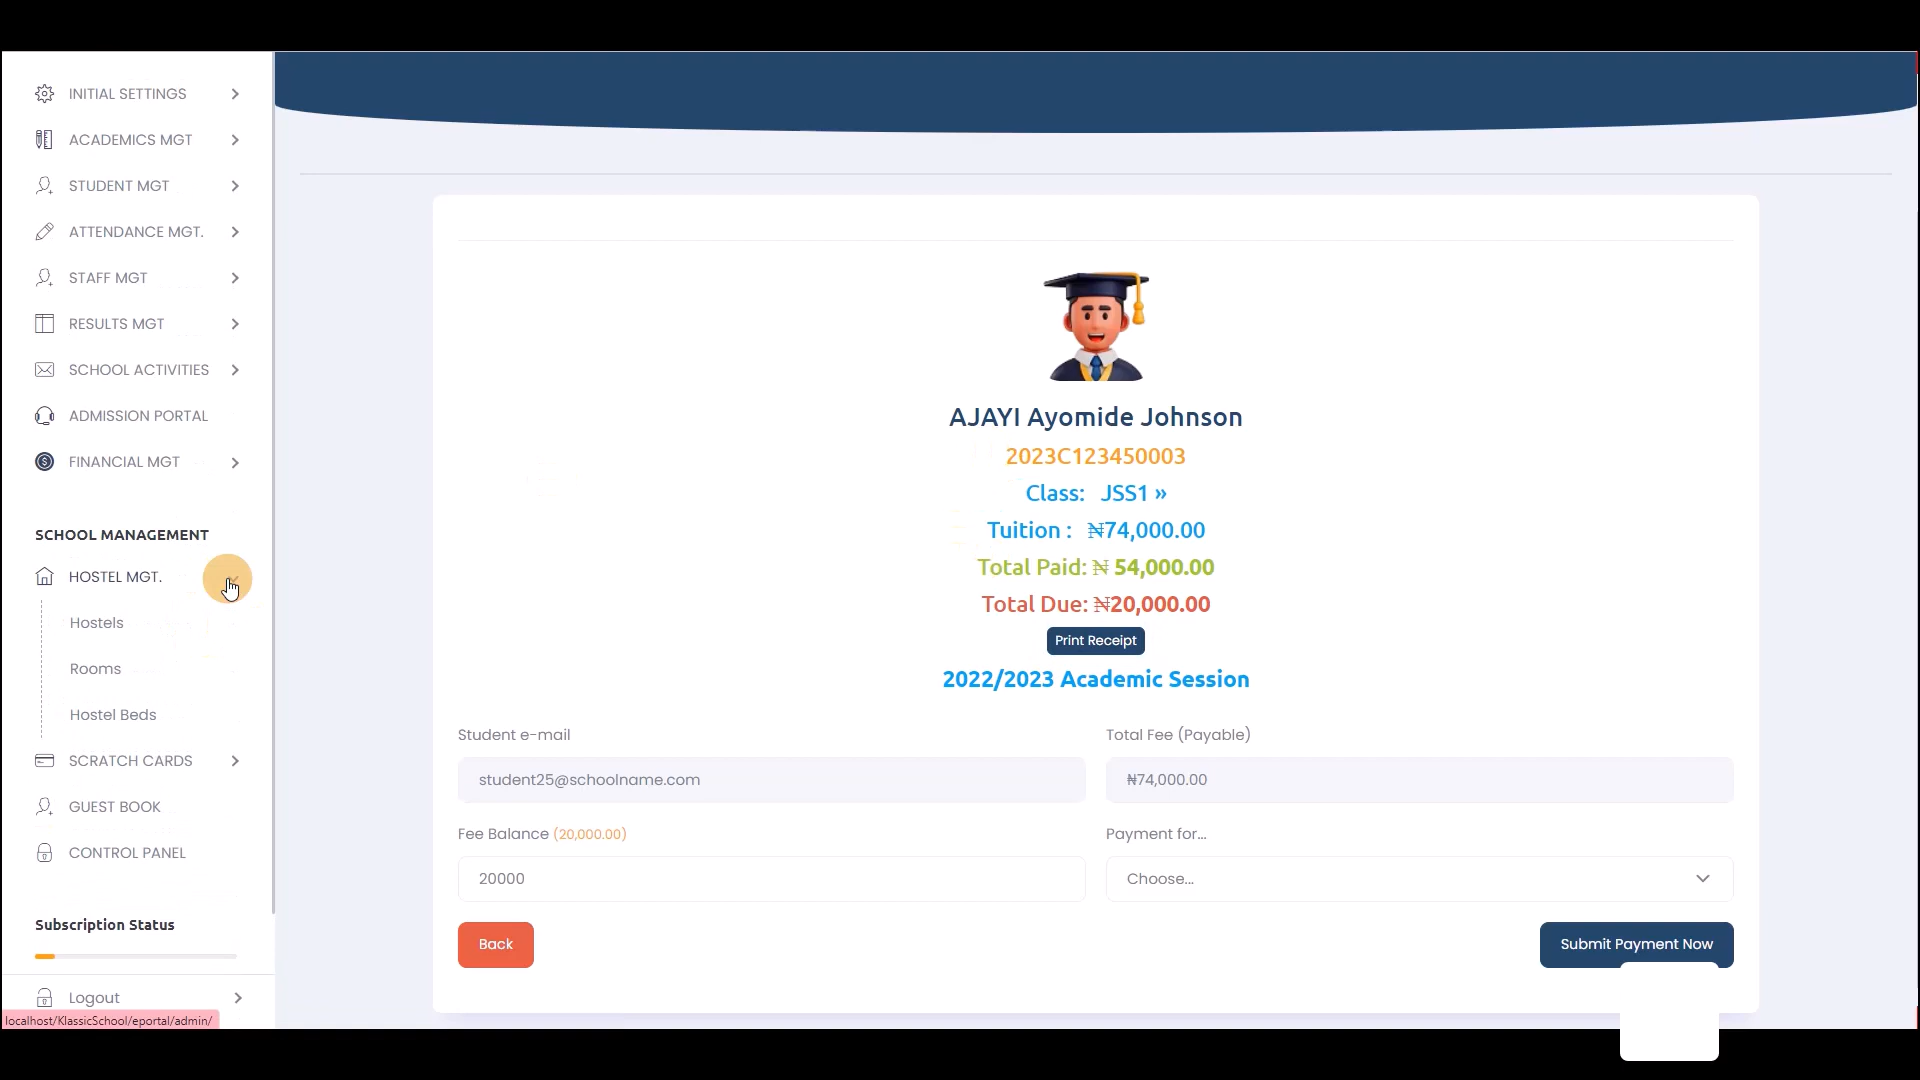 INITIAL SETTINGS
ACADEMICS MGT
STUDENT MGT
ATTENDANCE MGT.
STAFF MGT
RESULTS MGT
SCHOOL ACTIVITIES
ADMISSION PORTAL
FINANCIAL MGT
SCHOOL MANAGEMENT
HOSTEL MGT.
Hostels
Rooms
Hostel Beds
SCRATCH CARDS
GUEST BOOK
CONTROL PANEL
Subscription Status
Logout
localhost/KlassicSchool/eportal/admin/
AJAYI Ayomide Johnson
2023C123450003
Class: JSS1 »
Tuition : ₦74,000.00
Total Paid: ₦ 54,000.00
Total Due: ₦20,000.00
Print Receipt
2022/2023 Academic Session
Student e-mail
student25@schoolname.com
Total Fee (Payable)
₦74,000.00
Fee Balance (20,000.00)
20000
Payment for...
Choose...
Back
Submit Payment Now